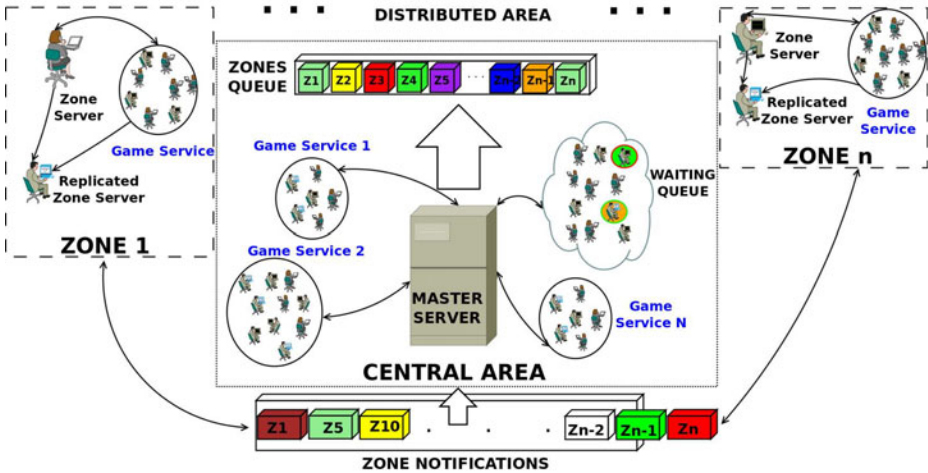 DISTRIBUTED AREA
ZONES
QUEUE
Z1 Z2 Z3 Z4 Z5 Zn-2 Zn-1 Zn
Zone
Server
Game Service
Replicated
Zone Server
ZONE 1
Zone
Server
Replicated
Zone Server
Game
Service
ZONE n
Game Service 1
WAITING
QUEUE
Game Service 2
MASTER
SERVER
Game
Service N
CENTRAL AREA
Z1 Z5 Z10 . . . Zn-2 Zn-1 Zn
ZONE NOTIFICATIONS